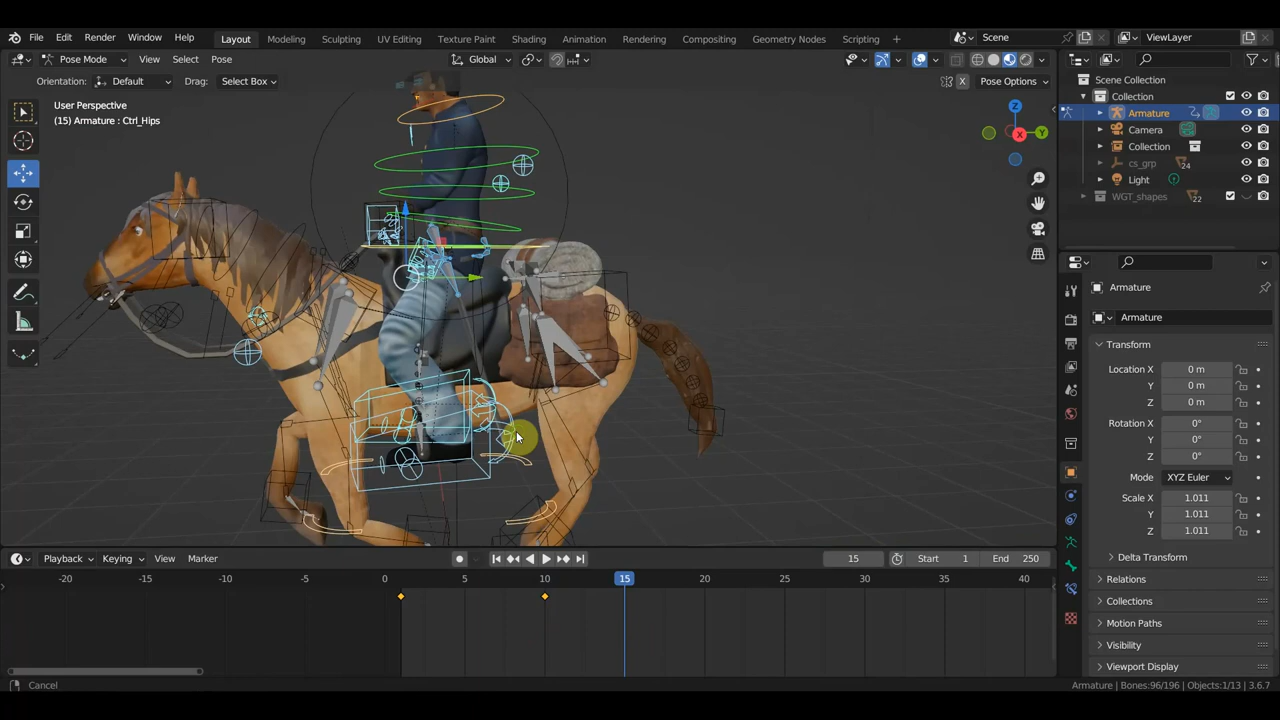 File Edit Render Window Help Layout Modeling Sculpting UV Editing Texture Paint Shading Animation Rendering Compositing Geometry Nodes Scripting + Scene ViewLayer
Pose Mode View Select Pose Global
Orientation: Default Drag: Select Box X Pose Options
User Perspective
(15) Armature : Ctrl_Hips
Z
Y
X
Scene Collection
Collection
Armature
Camera
Collection
cs_grp 24
Light
WGT_shapes 22
Armature
Armature
Transform
Location X 0 m
Y 0 m
Z 0 m
Rotation X 0°
Y 0°
Z 0°
Mode XYZ Euler
Scale X 1.011
Y 1.011
Z 1.011
Delta Transform
Relations
Collections
Motion Paths
Visibility
Viewport Display
Playback Keying View Marker 15 Start 1 End 250
-20 -15 -10 -5 0 5 10 15 20 25 30 35 40
Cancel
Armature | Bones:96/196 | Objects:1/13 | 3.6.7